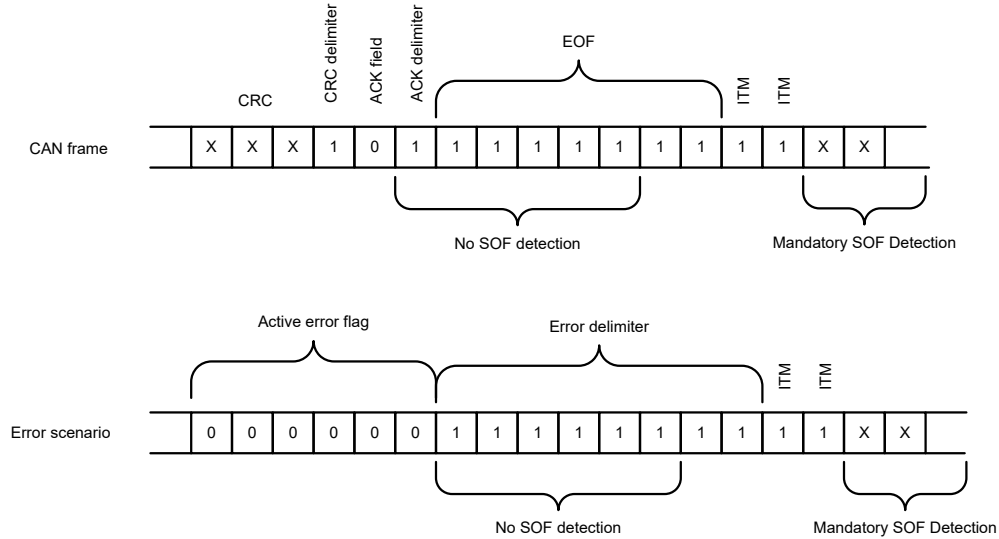 CRC
CRC delimiter
ACK field
ACK delimiter
EOF
ITM
ITM
CAN frame
X X X 1 0 1 1 1 1 1 1 1 1 1 1 X X
No SOF detection
Mandatory SOF Detection
Active error flag
Error delimiter
ITM
ITM
Error scenario
0 0 0 0 0 0 1 1 1 1 1 1 1 1 1 1 X X
No SOF detection
Mandatory SOF Detection